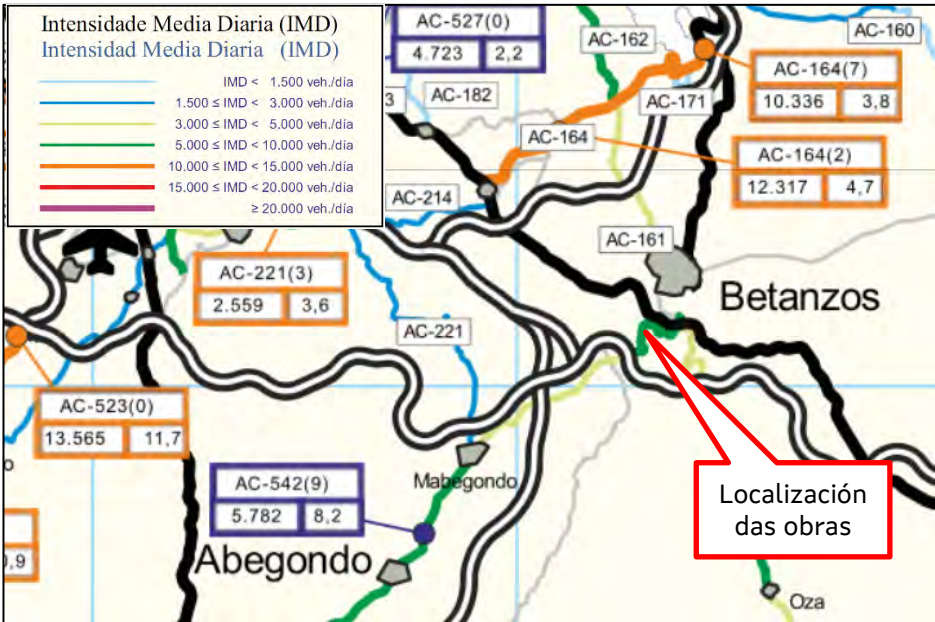 Intensidade Media Diaria (IMD)
Intensidad Media Diaria (IMD)
IMD < 1.500 veh./día
1.500 ≤ IMD < 3.000 veh./día
3.000 ≤ IMD < 5.000 veh./día
5.000 ≤ IMD < 10.000 veh./día
10.000 ≤ IMD < 15.000 veh./día
15.000 ≤ IMD < 20.000 veh./día
≥ 20.000 veh./día
AC-527(0)
4.723 2,2
AC-162
AC-160
AC-164(7)
10.336 3,8
3
AC-182
AC-171
AC-164
AC-164(2)
12.317 4,7
AC-214
AC-161
AC-221(3)
2.559 3,6
Betanzos
AC-221
AC-523(0)
13.565 11,7
o
Mabegondo
AC-542(9)
5.782 8,2
Localización
das obras
0,9
Abegondo
Oza